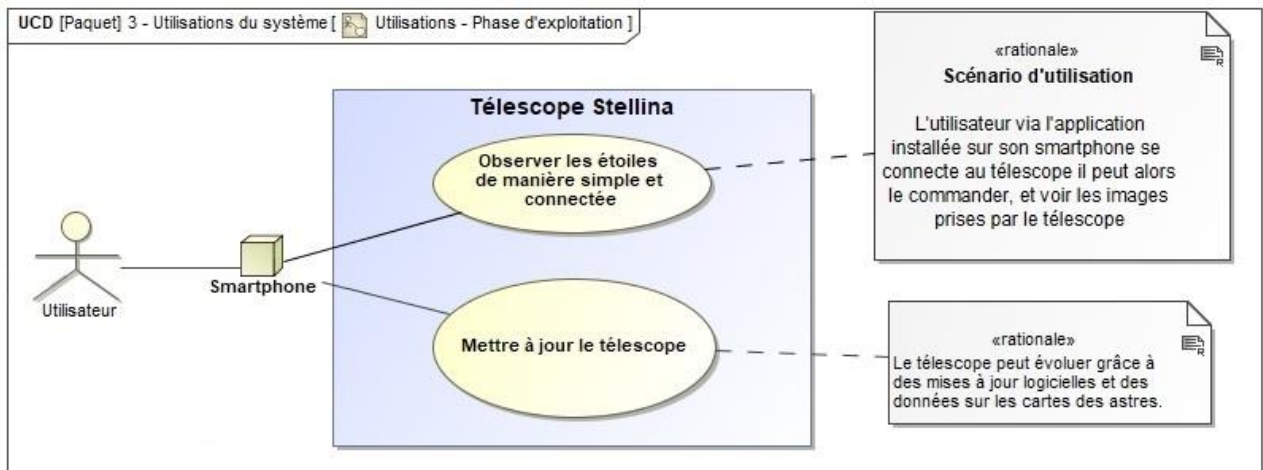 UCD [Paquet] 3 - Utilisations du système [ Utilisations - Phase d'exploitation ]
«rationale»
Scénario d'utilisation
L'utilisateur via l'application
installée sur son smartphone se
connecte au télescope il peut alors
le commander, et voir les images
prises par le télescope
Télescope Stellina
Observer les étoiles
de manière simple et
connectée
Smartphone
Utilisateur
Mettre à jour le télescope
«rationale»
Le télescope peut évoluer grâce à
des mises à jour logicielles et des
données sur les cartes des astres.